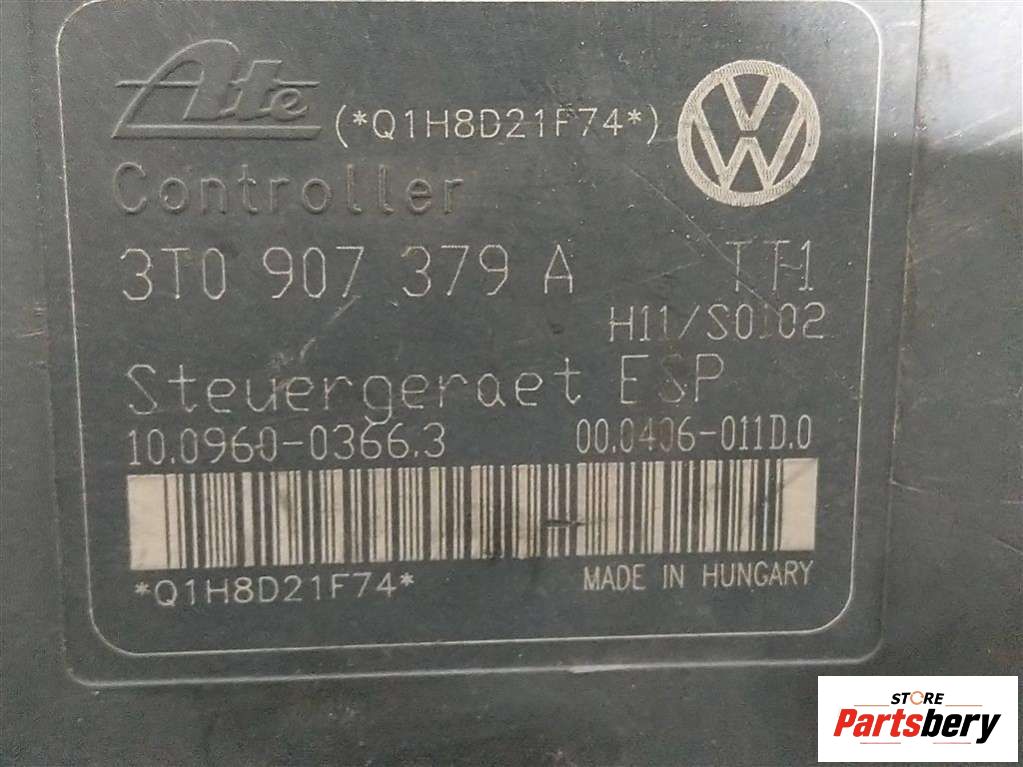 Ate (*Q1H8D21F74*)
Controller
3T0 907 379 A TT1
H11/S0102
Steuergeraet ESP
10.0960-0366.3 00.0406-011D.0
*Q1H8D21F74* MADE IN HUNGARY
STORE
Partsbery